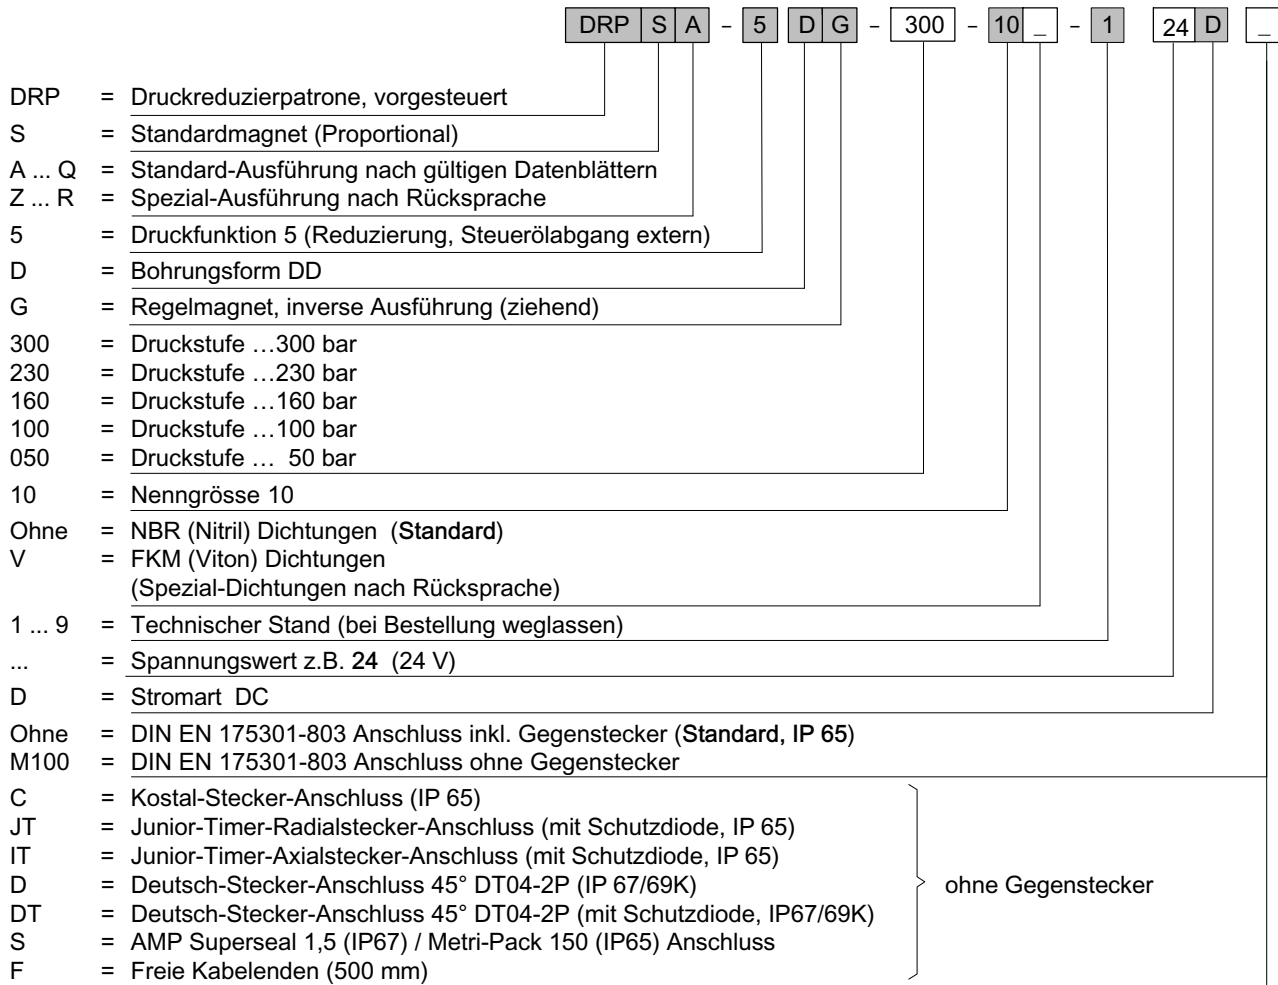 DRP S A - 5 D G - 300 - 10 _ - 1 24 D _
DRP = Druckreduzierpatrone, vorgesteuert
S = Standardmagnet (Proportional)
A ... Q = Standard-Ausführung nach gültigen Datenblättern
Z ... R = Spezial-Ausführung nach Rücksprache
5 = Druckfunktion 5 (Reduzierung, Steuerölabgang extern)
D = Bohrungsform DD
G = Regelmagnet, inverse Ausführung (ziehend)
300 = Druckstufe …300 bar
230 = Druckstufe …230 bar
160 = Druckstufe …160 bar
100 = Druckstufe …100 bar
050 = Druckstufe … 50 bar
10 = Nenngrösse 10
Ohne = NBR (Nitril) Dichtungen (Standard)
V = FKM (Viton) Dichtungen
(Spezial-Dichtungen nach Rücksprache)
1 ... 9 = Technischer Stand (bei Bestellung weglassen)
... = Spannungswert z.B. 24 (24 V)
D = Stromart DC
Ohne = DIN EN 175301-803 Anschluss inkl. Gegenstecker (Standard, IP 65)
M100 = DIN EN 175301-803 Anschluss ohne Gegenstecker
C = Kostal-Stecker-Anschluss (IP 65)
JT = Junior-Timer-Radialstecker-Anschluss (mit Schutzdiode, IP 65)
IT = Junior-Timer-Axialstecker-Anschluss (mit Schutzdiode, IP 65)
D = Deutsch-Stecker-Anschluss 45° DT04-2P (IP 67/69K)
ohne Gegenstecker
DT = Deutsch-Stecker-Anschluss 45° DT04-2P (mit Schutzdiode, IP67/69K)
S = AMP Superseal 1,5 (IP67) / Metri-Pack 150 (IP65) Anschluss
F = Freie Kabelenden (500 mm)